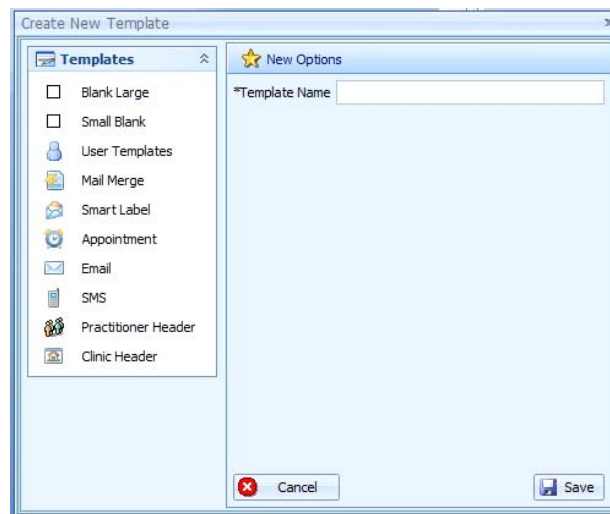 Create New Template
Templates
Blank Large
Small Blank
User Templates
Mail Merge
Smart Label
Appointment
Email
SMS
Practitioner Header
Clinic Header
New Options
*Template Name
Cancel
Save